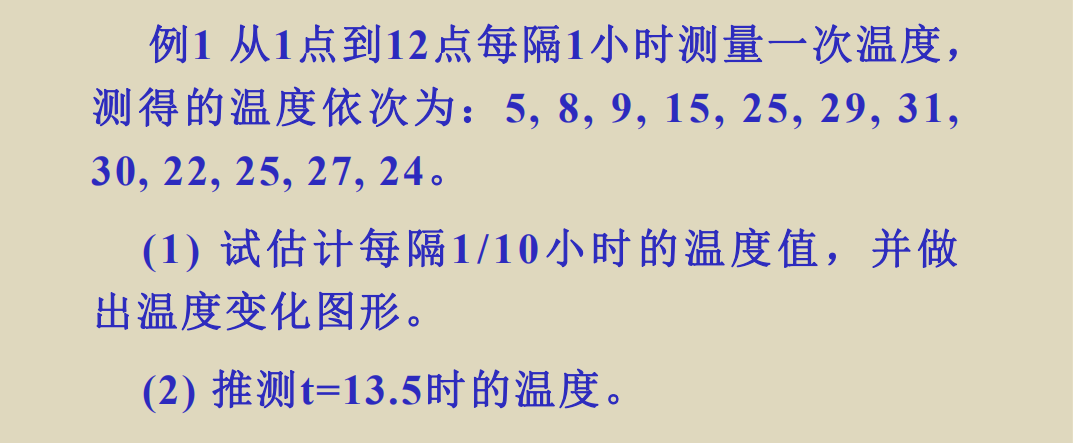 例1 从1点到12点每隔1小时测量一次温度，
测得的温度依次为：5, 8, 9, 15, 25, 29, 31,
30, 22, 25, 27, 24。
(1) 试估计每隔1/10小时的温度值，并做
出温度变化图形。
(2) 推测t=13.5时的温度。